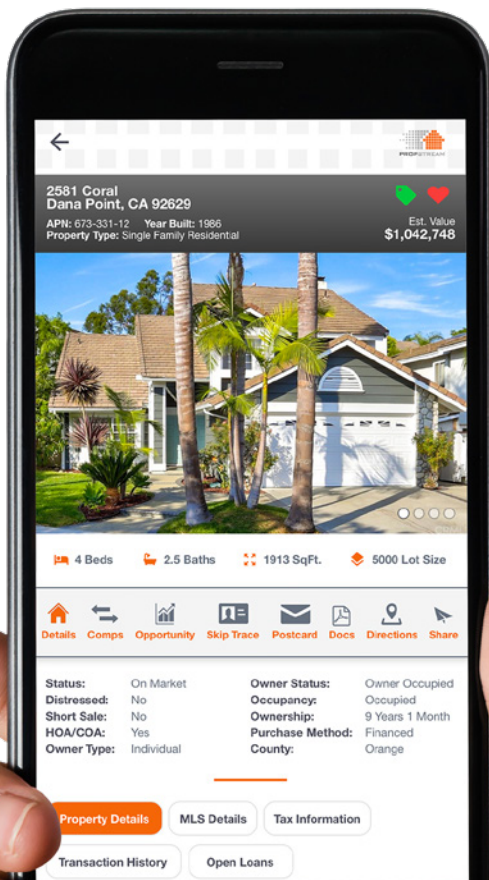 PROPSTREAM
2581 Coral
Dana Point, CA 92629
APN: 673-331-12 Year Built: 1986
Property Type: Single Family Residential
Est. Value
$1,042,748
4 Beds 2.5 Baths 1913 SqFt. 5000 Lot Size
Details Comps Opportunity Skip Trace Postcard Docs Directions Share
Status: On Market Owner Status: Owner Occupied
Distressed: No Occupancy: Occupied
Short Sale: No Ownership: 9 Years 1 Month
HOA/COA: Yes Purchase Method: Financed
Owner Type: Individual County: Orange
Property Details MLS Details Tax Information
Transaction History Open Loans